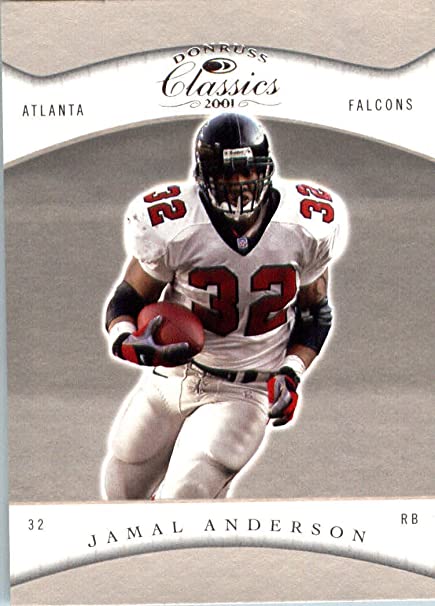 DONRUSS
Classics
2001
ATLANTA
FALCONS
32
32
32
32
JAMAL ANDERSON
RB